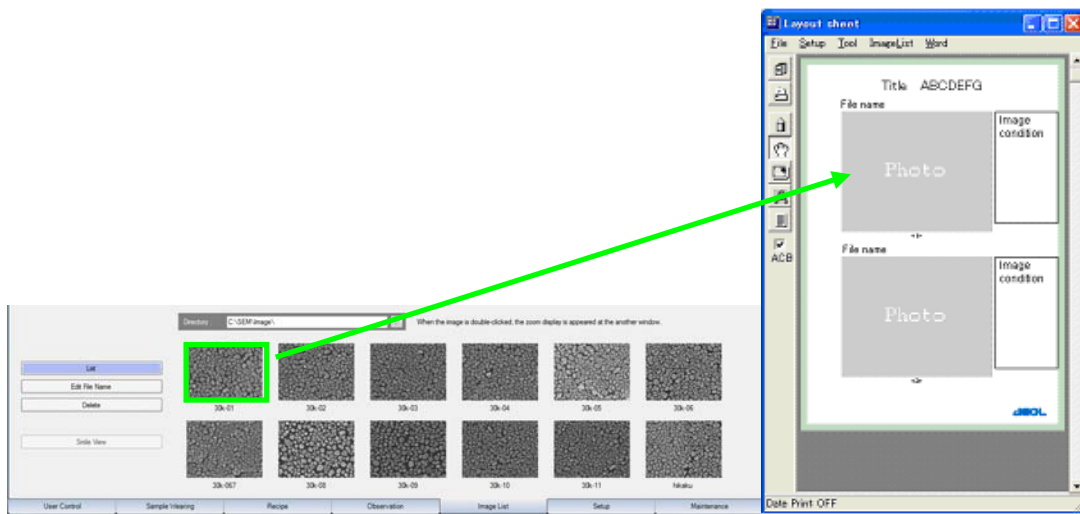 Layout sheet
File Setup Tool ImageList Word
Title ABCDEFG
File name
Photo
Image
condition
<1>
File name
Photo
Image
condition
<2>
ACB
JEOL
Date Print OFF
Directory C:\SEM\Image\ When the image is double-clicked, the zoom display is appeared at the another window.
List
Edit File Name
Delete
Smile View
30k-01 30k-02 30k-03 30k-04 30k-05 30k-06
30k-067 30k-08 30k-09 30k-10 30k-11 hikaku
User Control Sample Viewing Recipe Observation Image List Setup Maintenance